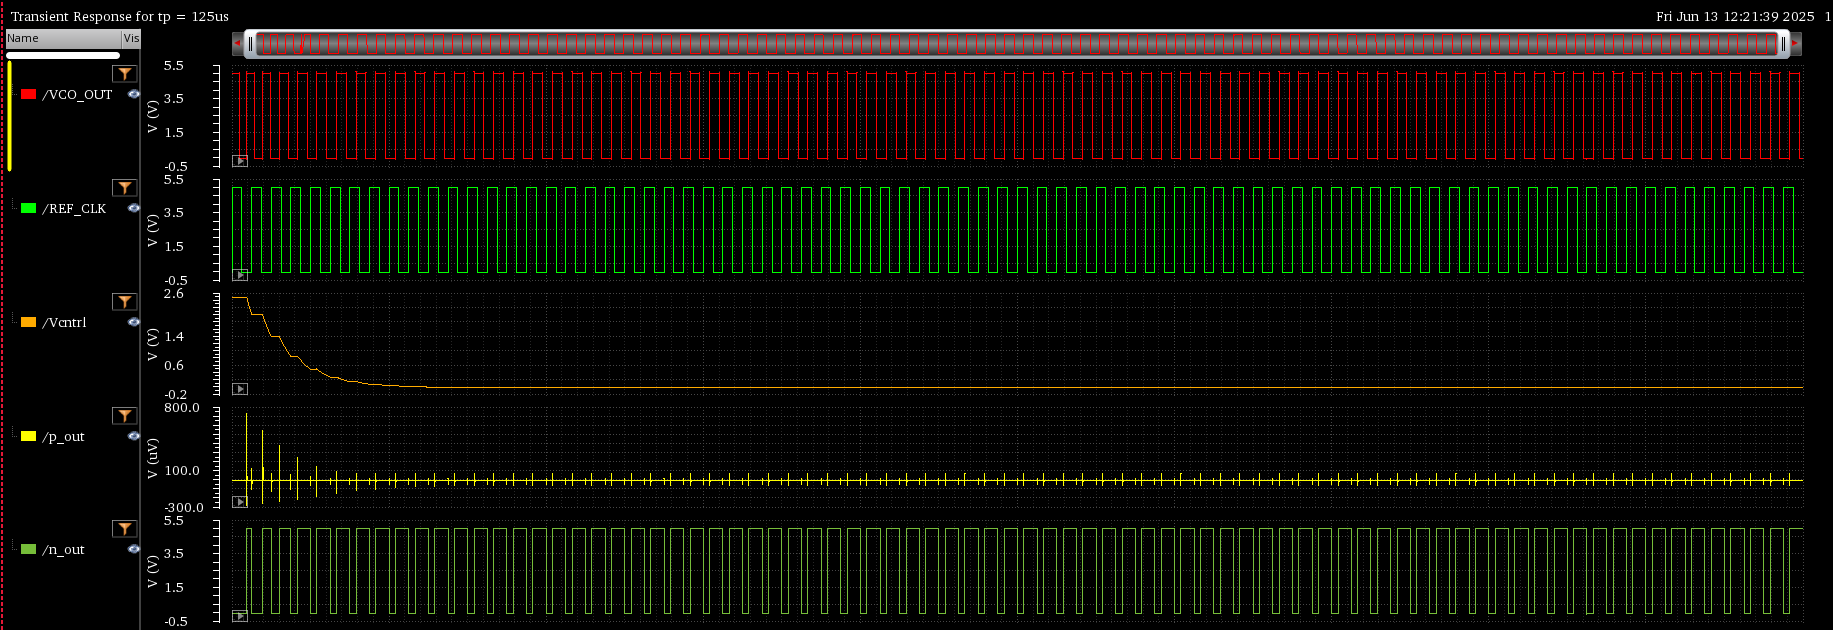 Transient Response for tp = 125us
Fri Jun 13 12:21:39 2025 1
Name Vis
/VCO_OUT
V (V)
5.5
3.5
1.5
-0.5
/REF_CLK
V (V)
5.5
3.5
1.5
-0.5
/Vcntrl
V (V)
2.6
1.4
0.6
-0.2
/p_out
V (uV)
800.0
100.0
-300.0
/n_out
V (V)
5.5
3.5
1.5
-0.5